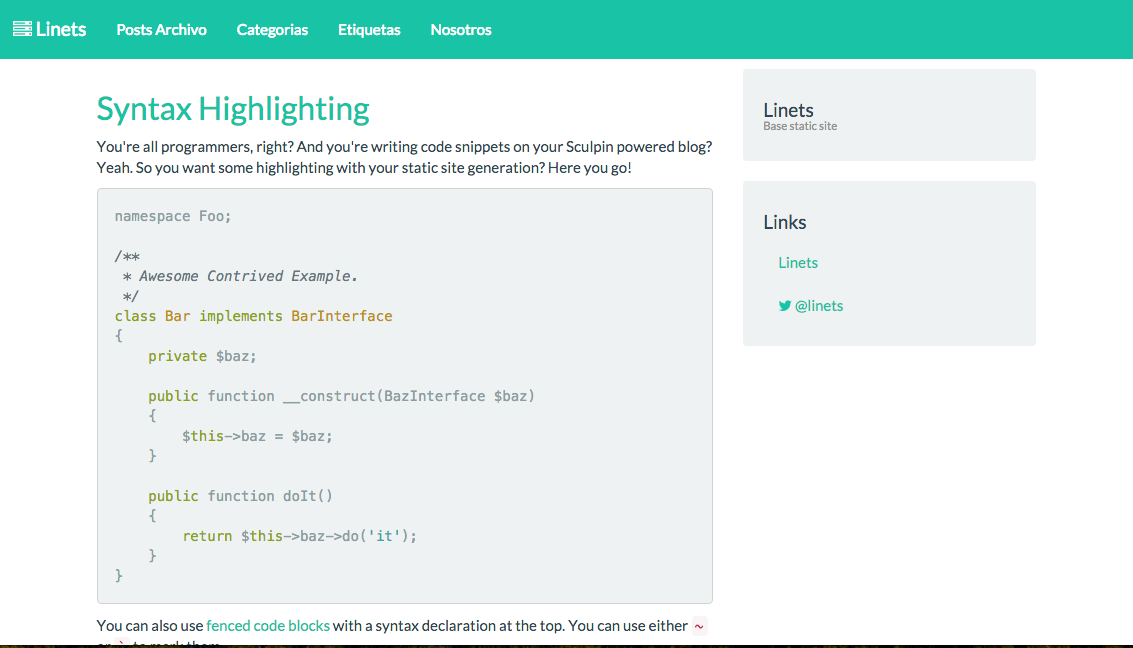 Linets Posts Archivo Categorias Etiquetas Nosotros
Syntax Highlighting
You're all programmers, right? And you're writing code snippets on your Sculpin powered blog?
Yeah. So you want some highlighting with your static site generation? Here you go!
namespace Foo;
/**
 * Awesome Contrived Example.
 */
class Bar implements BarInterface
{
    private $baz;
    public function __construct(BazInterface $baz)
    {
        $this->baz = $baz;
    }
    public function doIt()
    {
        return $this->baz->do('it');
    }
}
You can also use fenced code blocks with a syntax declaration at the top. You can use either ~
or ` to mark them.
Linets
Base static site
Links
Linets
@linets